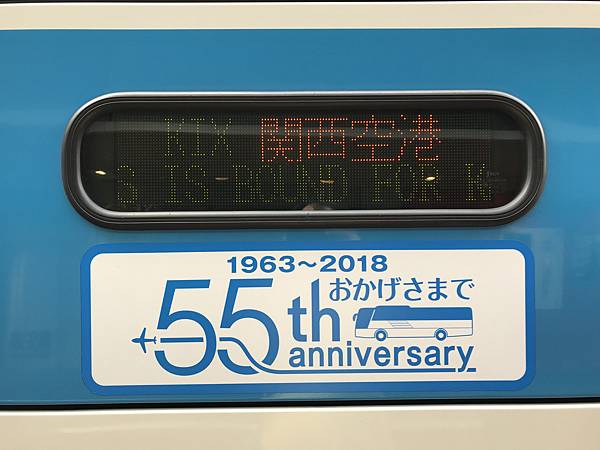 KIX 関西空港
S IS BOUND FOR K
1963～2018
55th おかげさまで
anniversary